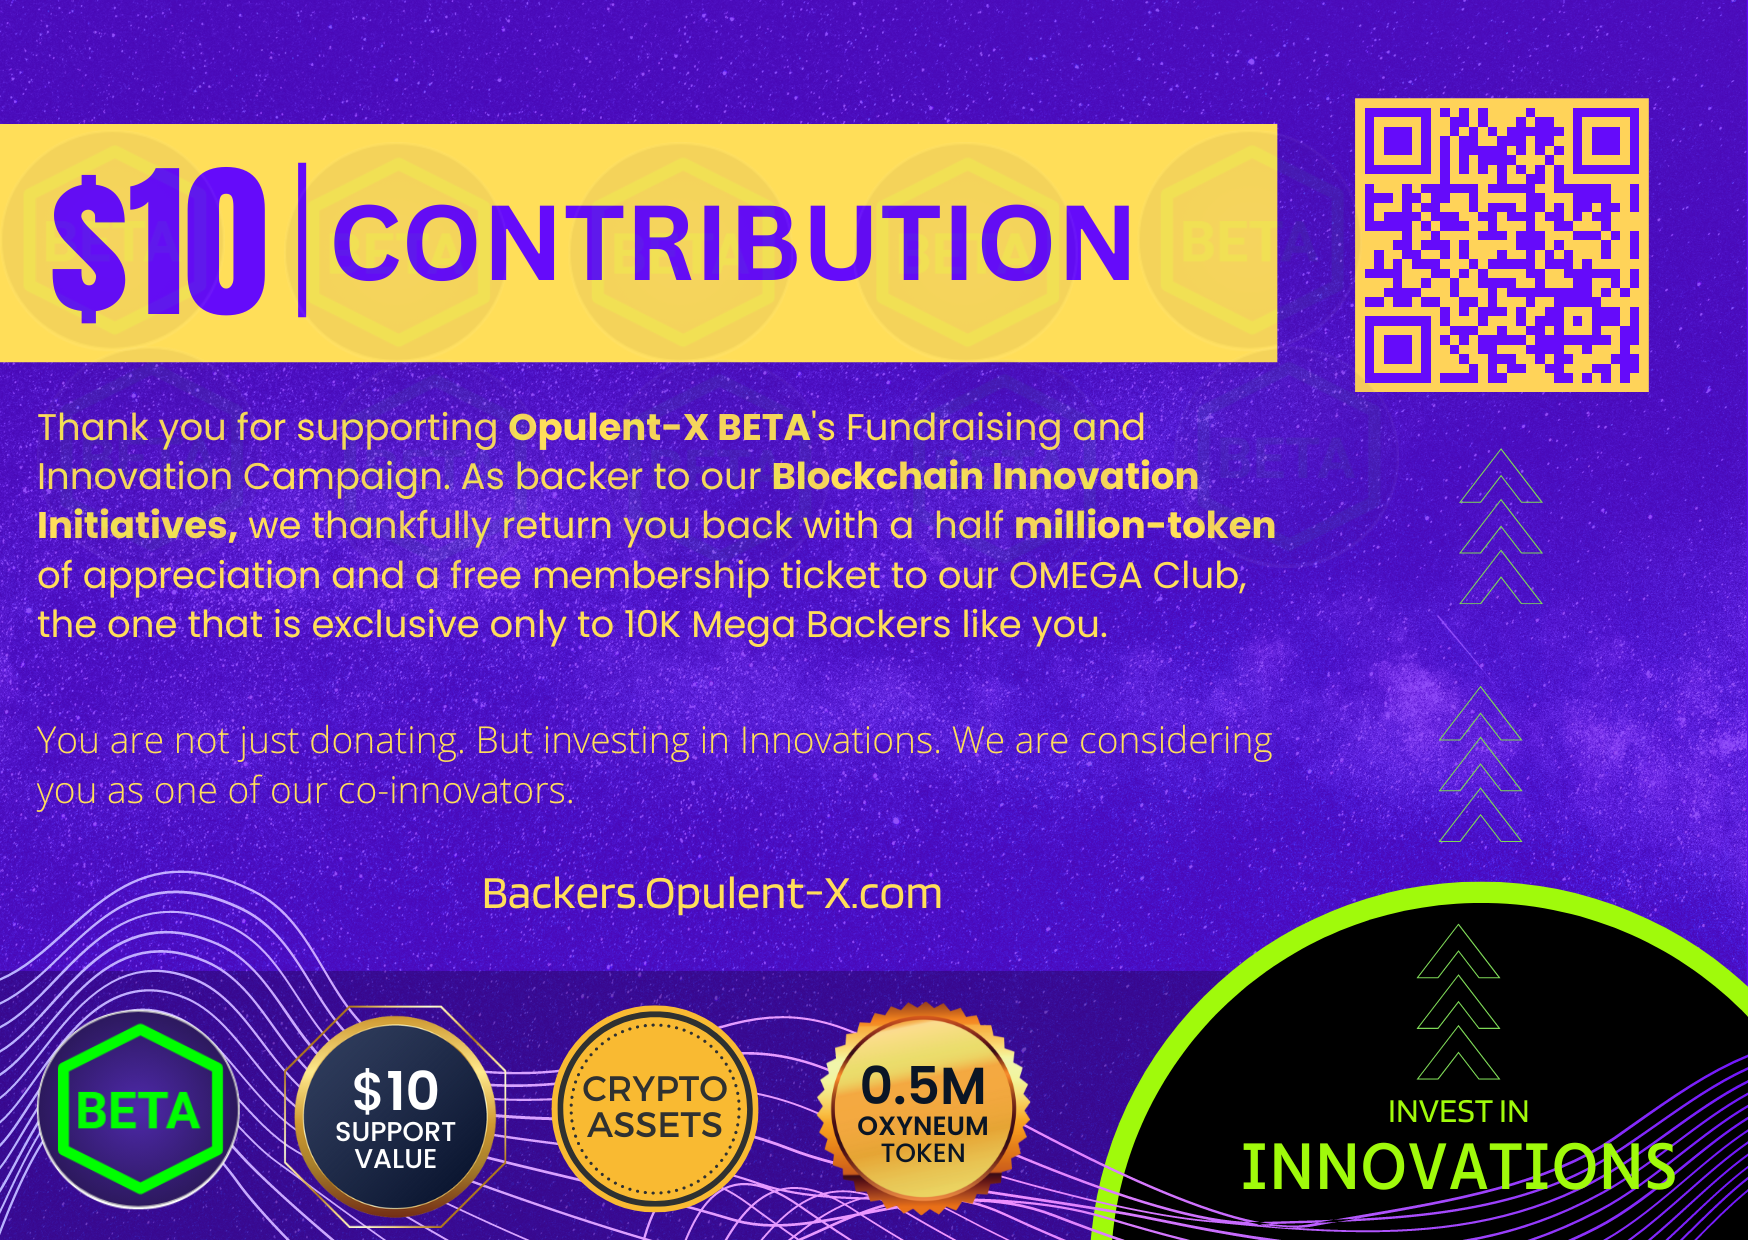 $10 CONTRIBUTION
Thank you for supporting Opulent-X BETA's Fundraising and
Innovation Campaign. As backer to our Blockchain Innovation
Initiatives, we thankfully return you back with a half million-token
of appreciation and a free membership ticket to our OMEGA Club,
the one that is exclusive only to 10K Mega Backers like you.
You are not just donating. But investing in Innovations. We are considering
you as one of our co-innovators.
Backers.Opulent-X.com
BETA
$10
SUPPORT
VALUE
CRYPTO
ASSETS
0.5M
OXYNEUM
TOKEN
INVEST IN
INNOVATIONS